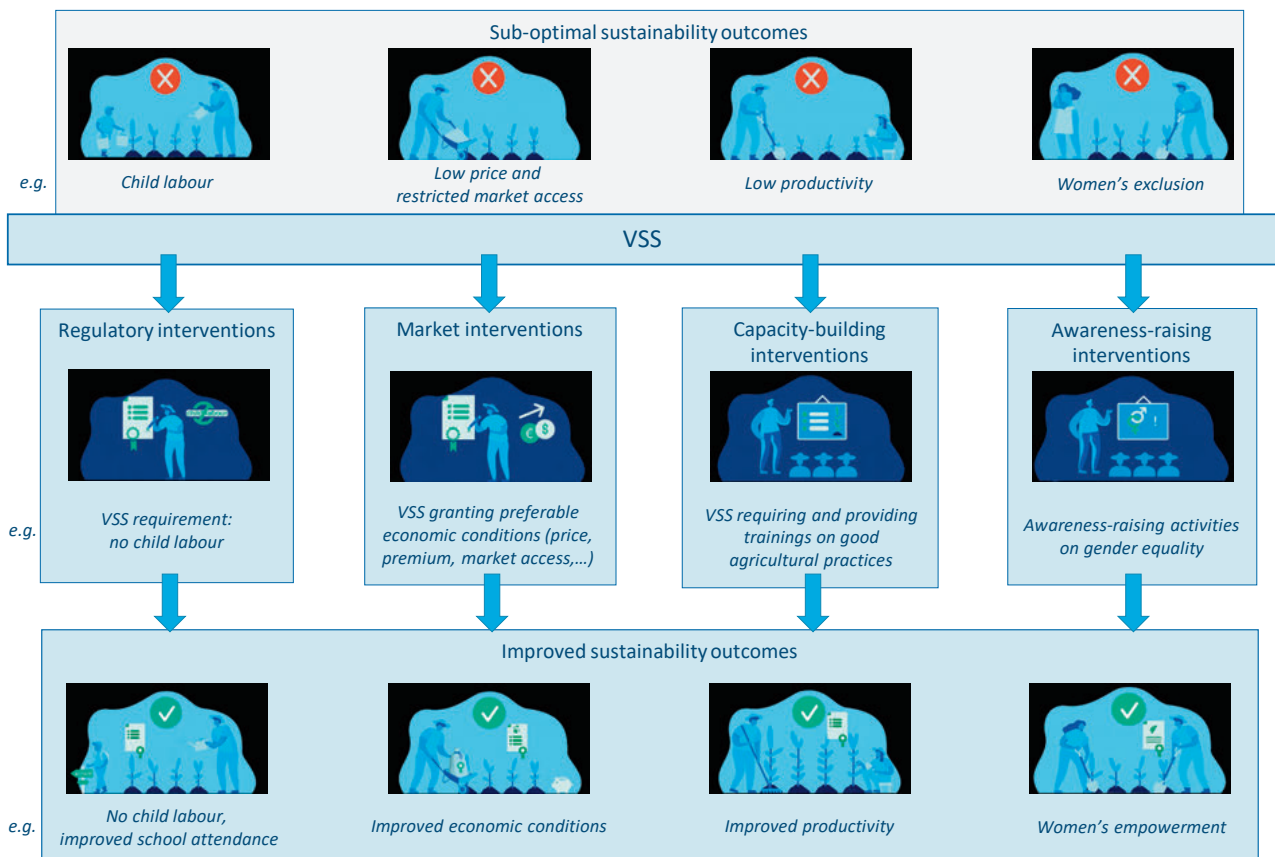 Sub-optimal sustainability outcomes
e.g.
Child labour
Low price and
restricted market access
Low productivity
Women's exclusion
VSS
Regulatory interventions
Market interventions
Capacity-building
interventions
Awareness-raising
interventions
e.g.
VSS requirement:
no child labour
VSS granting preferable
economic conditions (price,
premium, market access,...)
VSS requiring and providing
trainings on good
agricultural practices
Awareness-raising activities
on gender equality
Improved sustainability outcomes
e.g.
No child labour,
improved school attendance
Improved economic conditions
Improved productivity
Women's empowerment